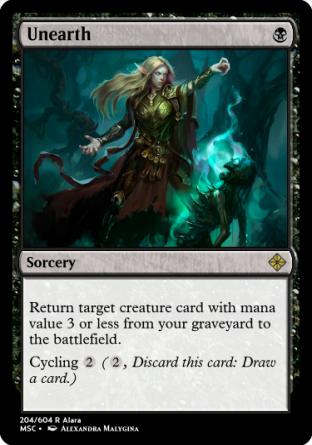 Unearth
Sorcery
Return target creature card with mana
value 3 or less from your graveyard to
the battlefield.
Cycling 2 ( 2, Discard this card: Draw
a card.)
204/604 R Alara
MSC • Alexandra Malygina